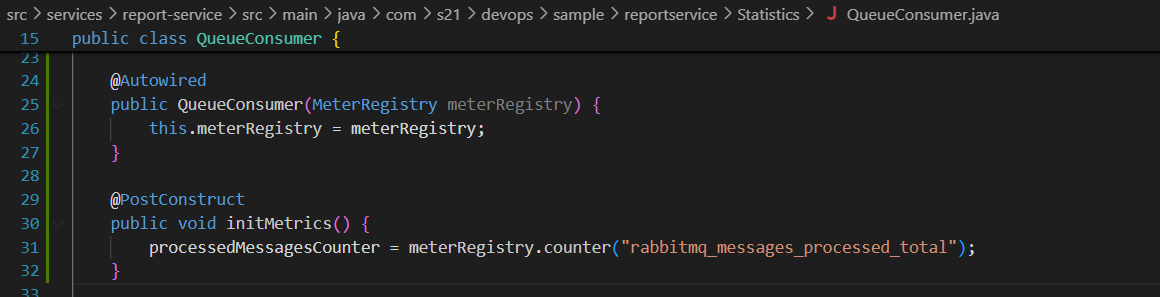 src > services > report-service > src > main > java > com > s21 > devops > sample > reportservice > Statistics > J QueueConsumer.java
15 public class QueueConsumer {
23
24 @Autowired
25 public QueueConsumer(MeterRegistry meterRegistry) {
26 this.meterRegistry = meterRegistry;
27 }
28
29 @PostConstruct
30 public void initMetrics() {
31 processedMessagesCounter = meterRegistry.counter("rabbitmq_messages_processed_total");
32 }
33